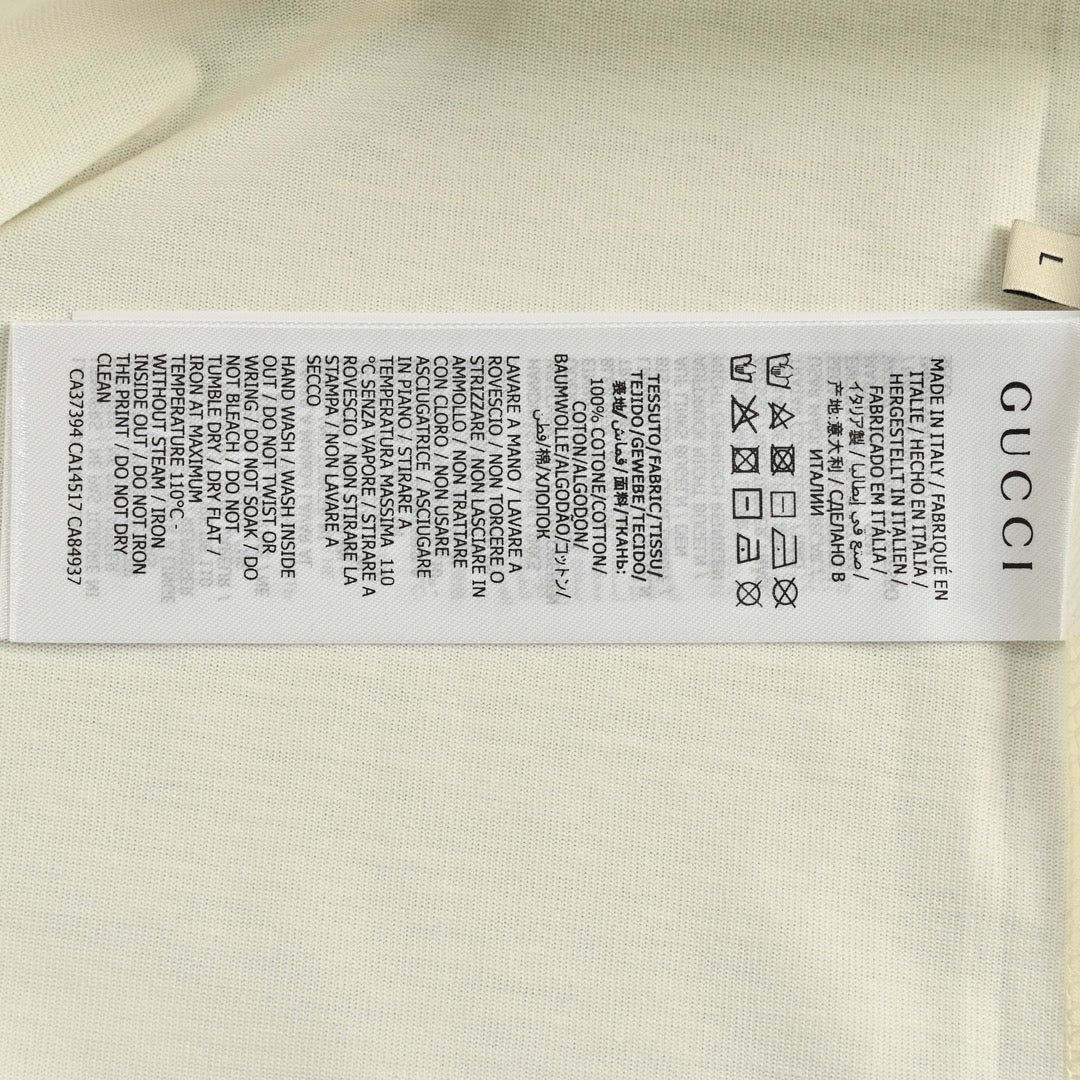 GUCCI
MADE IN ITALY / FABRIQUÉ EN
ITALIE / HECHO EN ITALIA /
HERGESTELLT IN ITALIEN /
FABRICADO EM ITÁLIA /
イタリア製 / صنع في إيطاليا /
产地:意大利 / СДЕЛАНО В
ИТАЛИИ
TESSUTO/FABRIC/TISSU/
TEJIDO/GEWEBE/TECIDO/
表地/قماش/面料/ТКАНЬ:
100% COTONE/COTTON/
COTON/ALGODÓN/
BAUMWOLLE/ALGODÃO/コットン/
قطن/棉/ХЛОПОК
LAVARE A MANO / LAVARE A
ROVESCIO / NON TORCERE O
STRIZZARE / NON LASCIARE IN
AMMOLLO / NON TRATTARE
CON CLORO / NON USARE
ASCIUGATRICE / ASCIUGARE
IN PIANO / STIRARE A
TEMPERATURA MASSIMA 110
°C SENZA VAPORE / STIRARE A
ROVESCIO / NON STIRARE LA
STAMPA / NON LAVARE A
SECCO
HAND WASH / WASH INSIDE
OUT / DO NOT TWIST OR
WRING / DO NOT SOAK / DO
NOT BLEACH / DO NOT
TUMBLE DRY / DRY FLAT /
IRON AT MAXIMUM
TEMPERATURE 110°C -
WITHOUT STEAM / IRON
INSIDE OUT / DO NOT IRON
THE PRINT / DO NOT DRY
CLEAN
CA37394 CA14517 CA84937
L